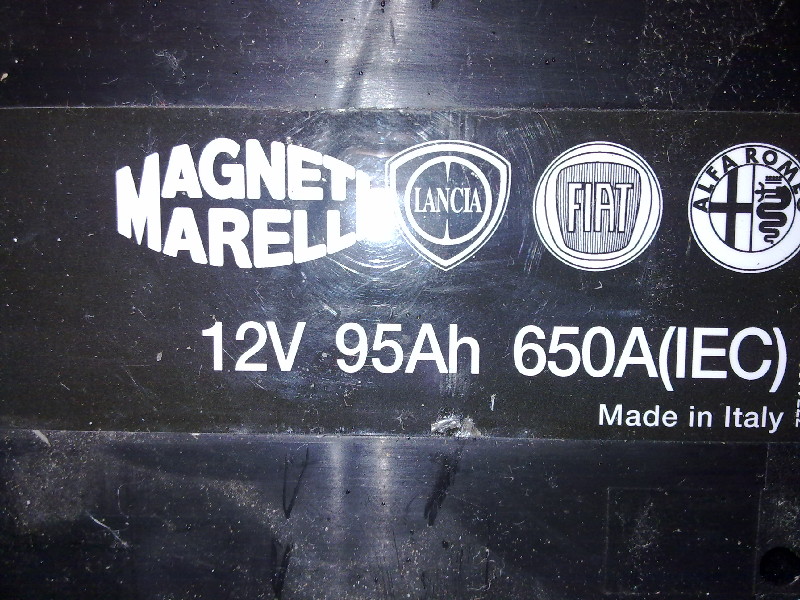 MAGNETI
MARELLI
LANCIA
FIAT
ALFA ROMEO
12V 95Ah 650A(IEC)
Made in Italy